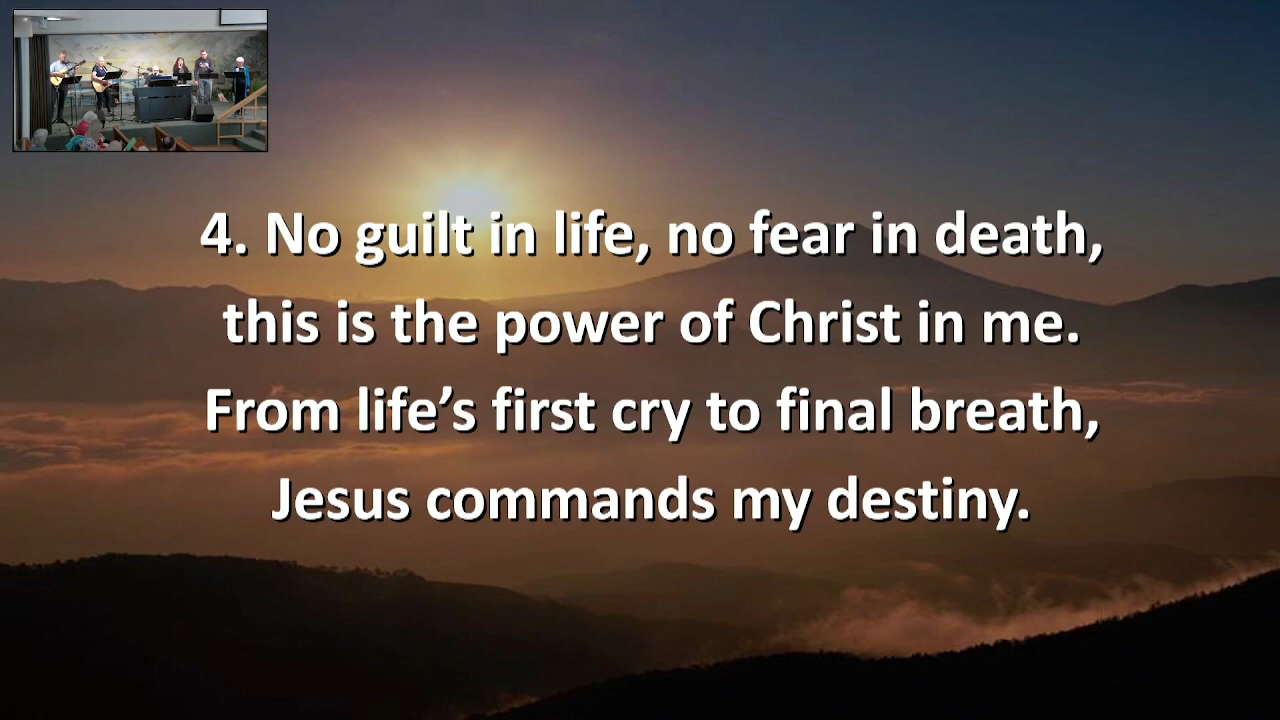 4. No guilt in life, no fear in death,
this is the power of Christ in me.
From life’s first cry to final breath,
Jesus commands my destiny.